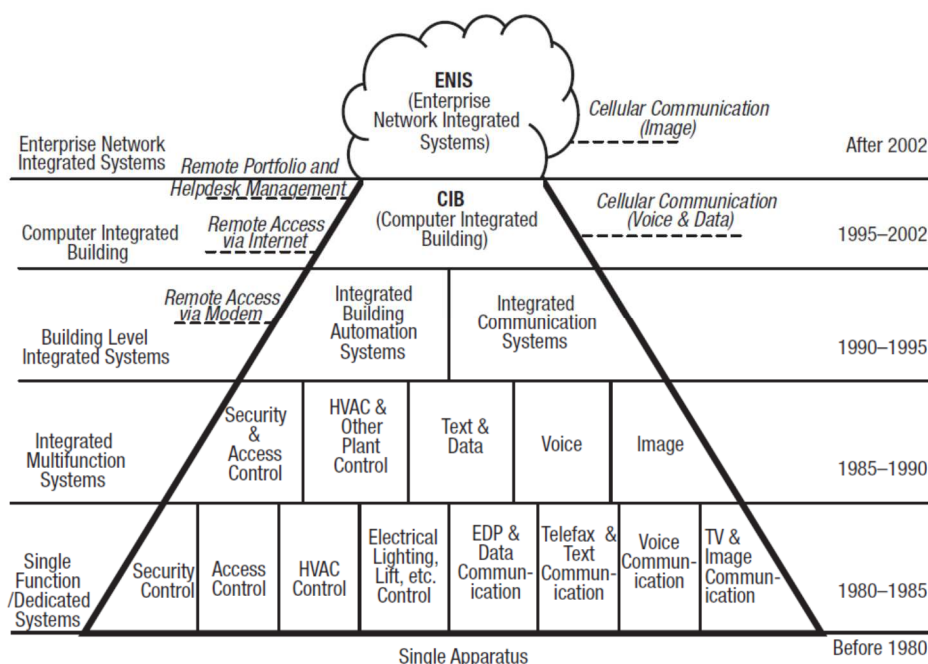 ENIS
(Enterprise
Network Integrated
Systems)
Cellular Communication
(Image)
Enterprise Network
Integrated Systems
After 2002
Remote Portfolio and
Helpdesk Management
CIB
(Computer Integrated
Building)
Cellular Communication
(Voice & Data)
Computer Integrated
Building
Remote Access
via Internet
1995–2002
Remote Access
via Modem
Integrated
Building
Automation
Systems
Integrated
Communication
Systems
Building Level
Integrated Systems
1990–1995
Integrated
Multifunction
Systems
Security
&
Access
Control
HVAC &
Other
Plant
Control
Text &
Data
Voice
Image
1985–1990
Single
Function
/Dedicated
Systems
Security
Control
Access
Control
HVAC
Control
Electrical
Lighting,
Lift, etc.
Control
EDP &
Data
Commun-
ication
Telefax &
Text
Commun-
ication
Voice
Commun-
ication
TV &
Image
Commun-
ication
1980–1985
Before 1980
Single Apparatus